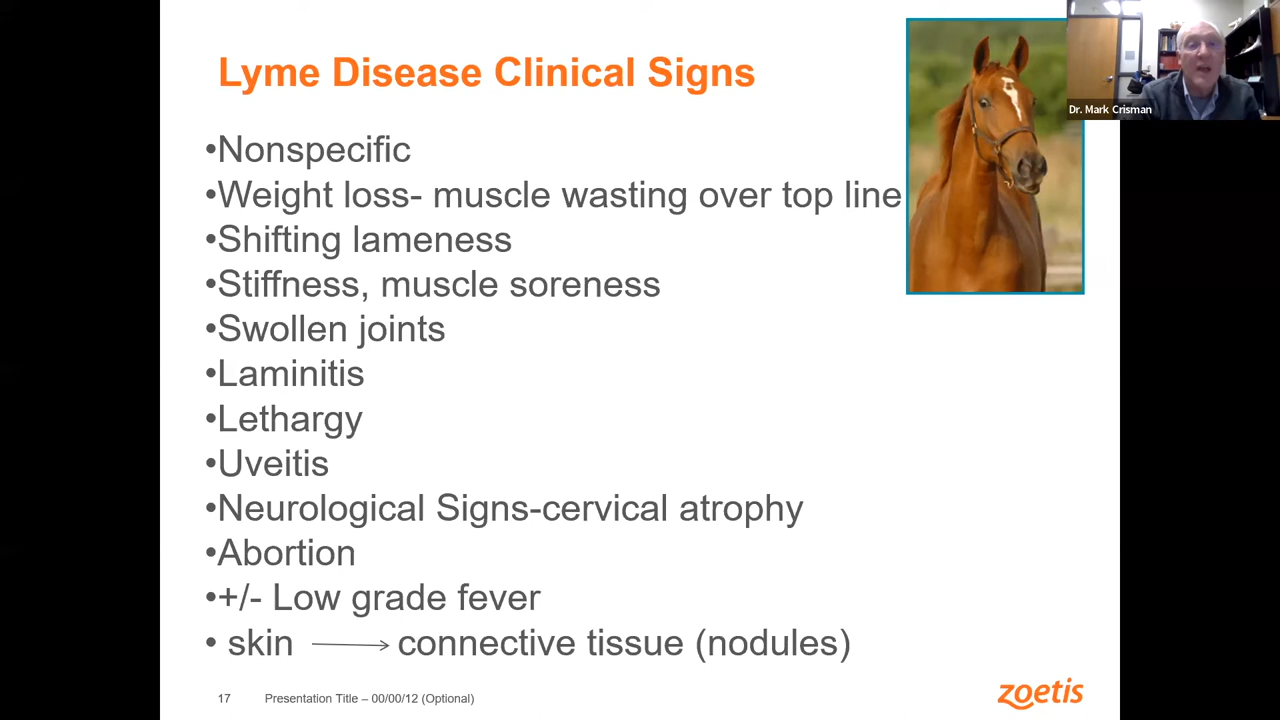 Lyme Disease Clinical Signs
Dr. Mark Crisman
•Nonspecific
•Weight loss- muscle wasting over top line
•Shifting lameness
•Stiffness, muscle soreness
•Swollen joints
•Laminitis
•Lethargy
•Uveitis
•Neurological Signs-cervical atrophy
•Abortion
•+/- Low grade fever
• skin ⟶ connective tissue (nodules)
17 Presentation Title – 00/00/12 (Optional)
zoetis